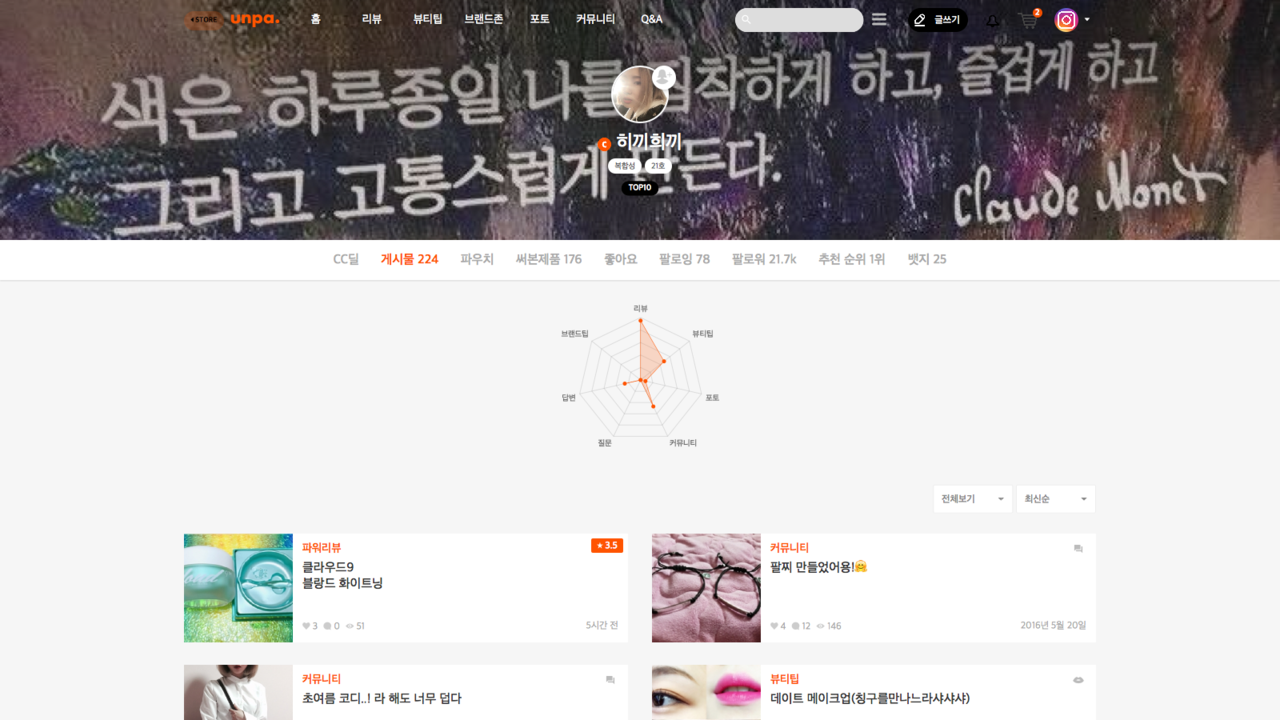 STORE unpa. 홈 리뷰 뷰티팁 브랜드존 포토 커뮤니티 Q&A 글쓰기 2
색은 하루종일 나를 집착하게 하고, 즐겁게 하고
그리고 고통스럽게 만든다.
Claude Monet
C 히끼희끼
복합성 21호
TOP10
CC딜 게시물 224 파우치 써본제품 176 좋아요 팔로잉 78 팔로워 21.7k 추천 순위 1위 뱃지 25
리뷰
브랜드팁 뷰티팁
답변 포토
질문 커뮤니티
전체보기 최신순
파워리뷰 ★ 3.5
클라우드9
블랑드 화이트닝
3 0 51 5시간 전
커뮤니티
팔찌 만들었어용!🤗
4 12 146 2016년 5월 20일
커뮤니티
초여름 코디..! 라 해도 너무 덥다
뷰티팁
데이트 메이크업(칭구를만나느라샤샤샤)